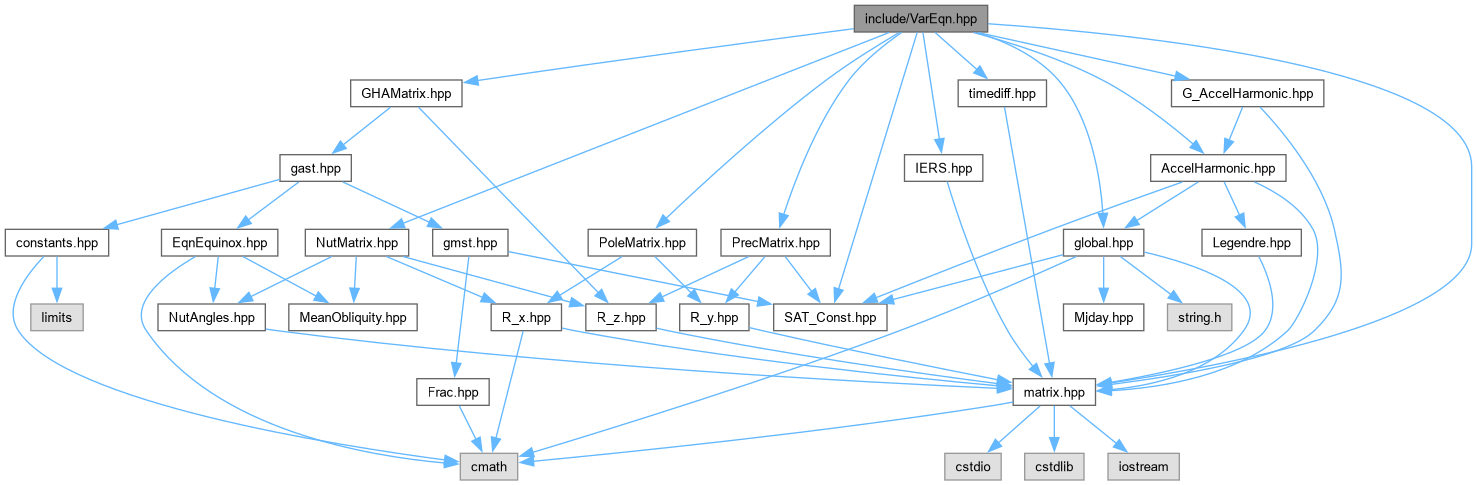 include/VarEqn.hpp
GHAMatrix.hpp
timediff.hpp
G_AccelHarmonic.hpp
gast.hpp
IERS.hpp
AccelHarmonic.hpp
constants.hpp
EqnEquinox.hpp
NutMatrix.hpp
gmst.hpp
PoleMatrix.hpp
PrecMatrix.hpp
global.hpp
Legendre.hpp
limits
NutAngles.hpp
MeanObliquity.hpp
R_x.hpp
R_z.hpp
R_y.hpp
SAT_Const.hpp
Mjday.hpp
string.h
Frac.hpp
matrix.hpp
cmath
cstdio
cstdlib
iostream